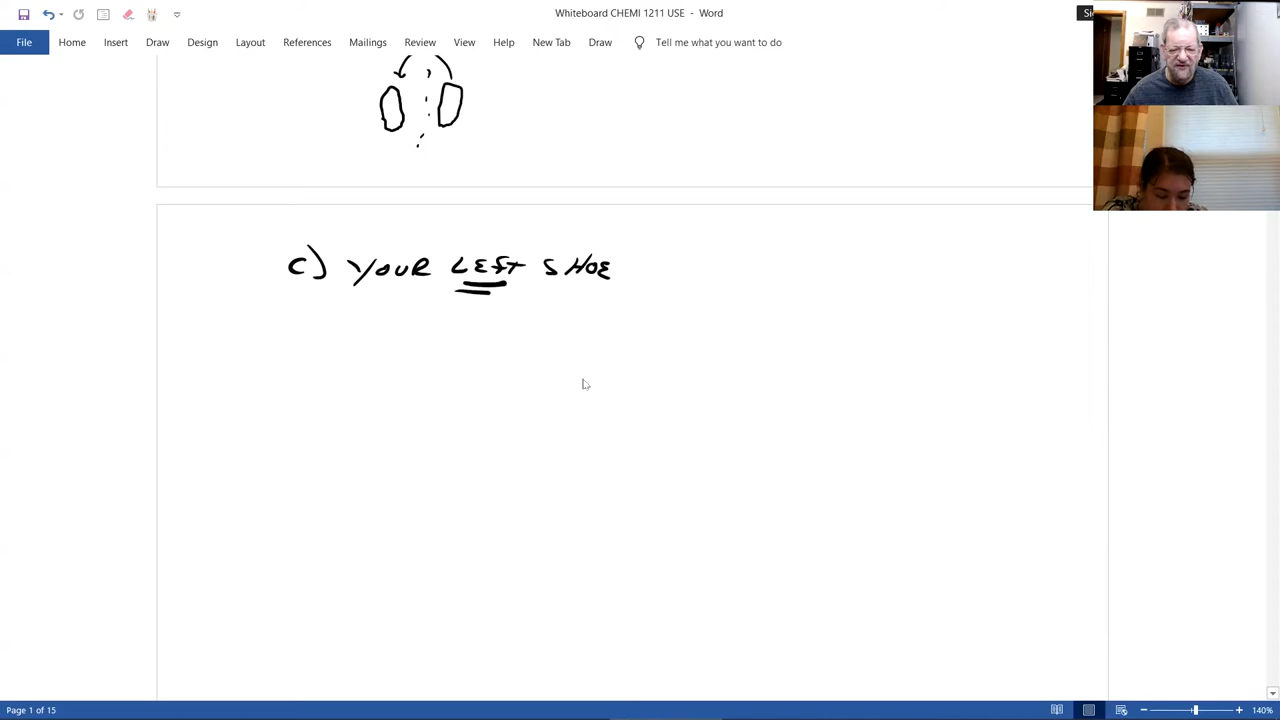 Whiteboard CHEMI 1211 USE - Word
Si
File Home Insert Draw Design Layout References Mailings Review View Help New Tab Draw Tell me what you want to do
C) YOUR LEFT SHOE
Page 1 of 15
140%